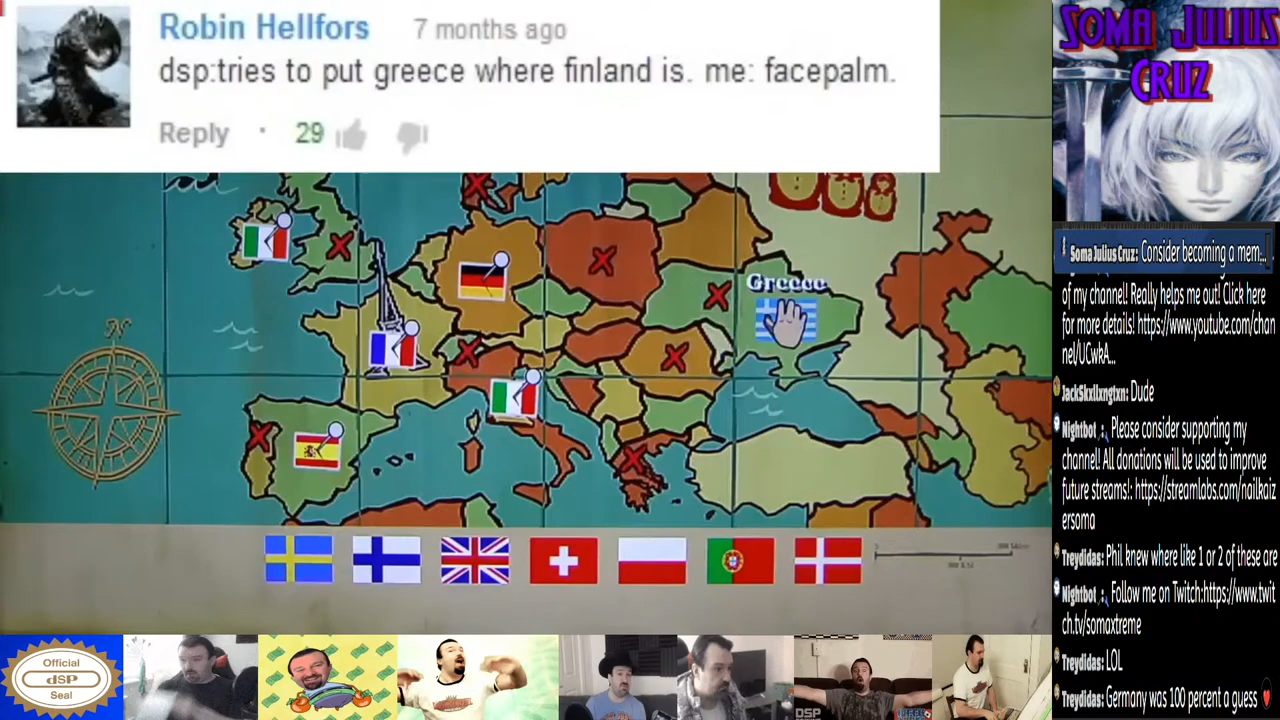 Robin Hellfors 7 months ago
dsp:tries to put greece where finland is. me: facepalm.
Reply · 29
Greece
N
Official
dSP
Seal
DSP
SOMA JULIUS
CRUZ
Soma Julius Cruz: Consider becoming a mem...
of my channel! Really helps me out! Click here
for more details! https://www.youtube.com/chan
nel/UCwkA...
JackSkxllxngtxn: Dude
Nightbot: Please consider supporting my
channel! All donations will be used to improve
future streams!: https://streamlabs.com/nailkaiz
ersoma
Treydidas: Phil knew where like 1 or 2 of these are
Nightbot: Follow me on Twitch:https://www.twit
ch.tv/somaxtreme
Treydidas: LOL
Treydidas: Germany was 100 percent a guess